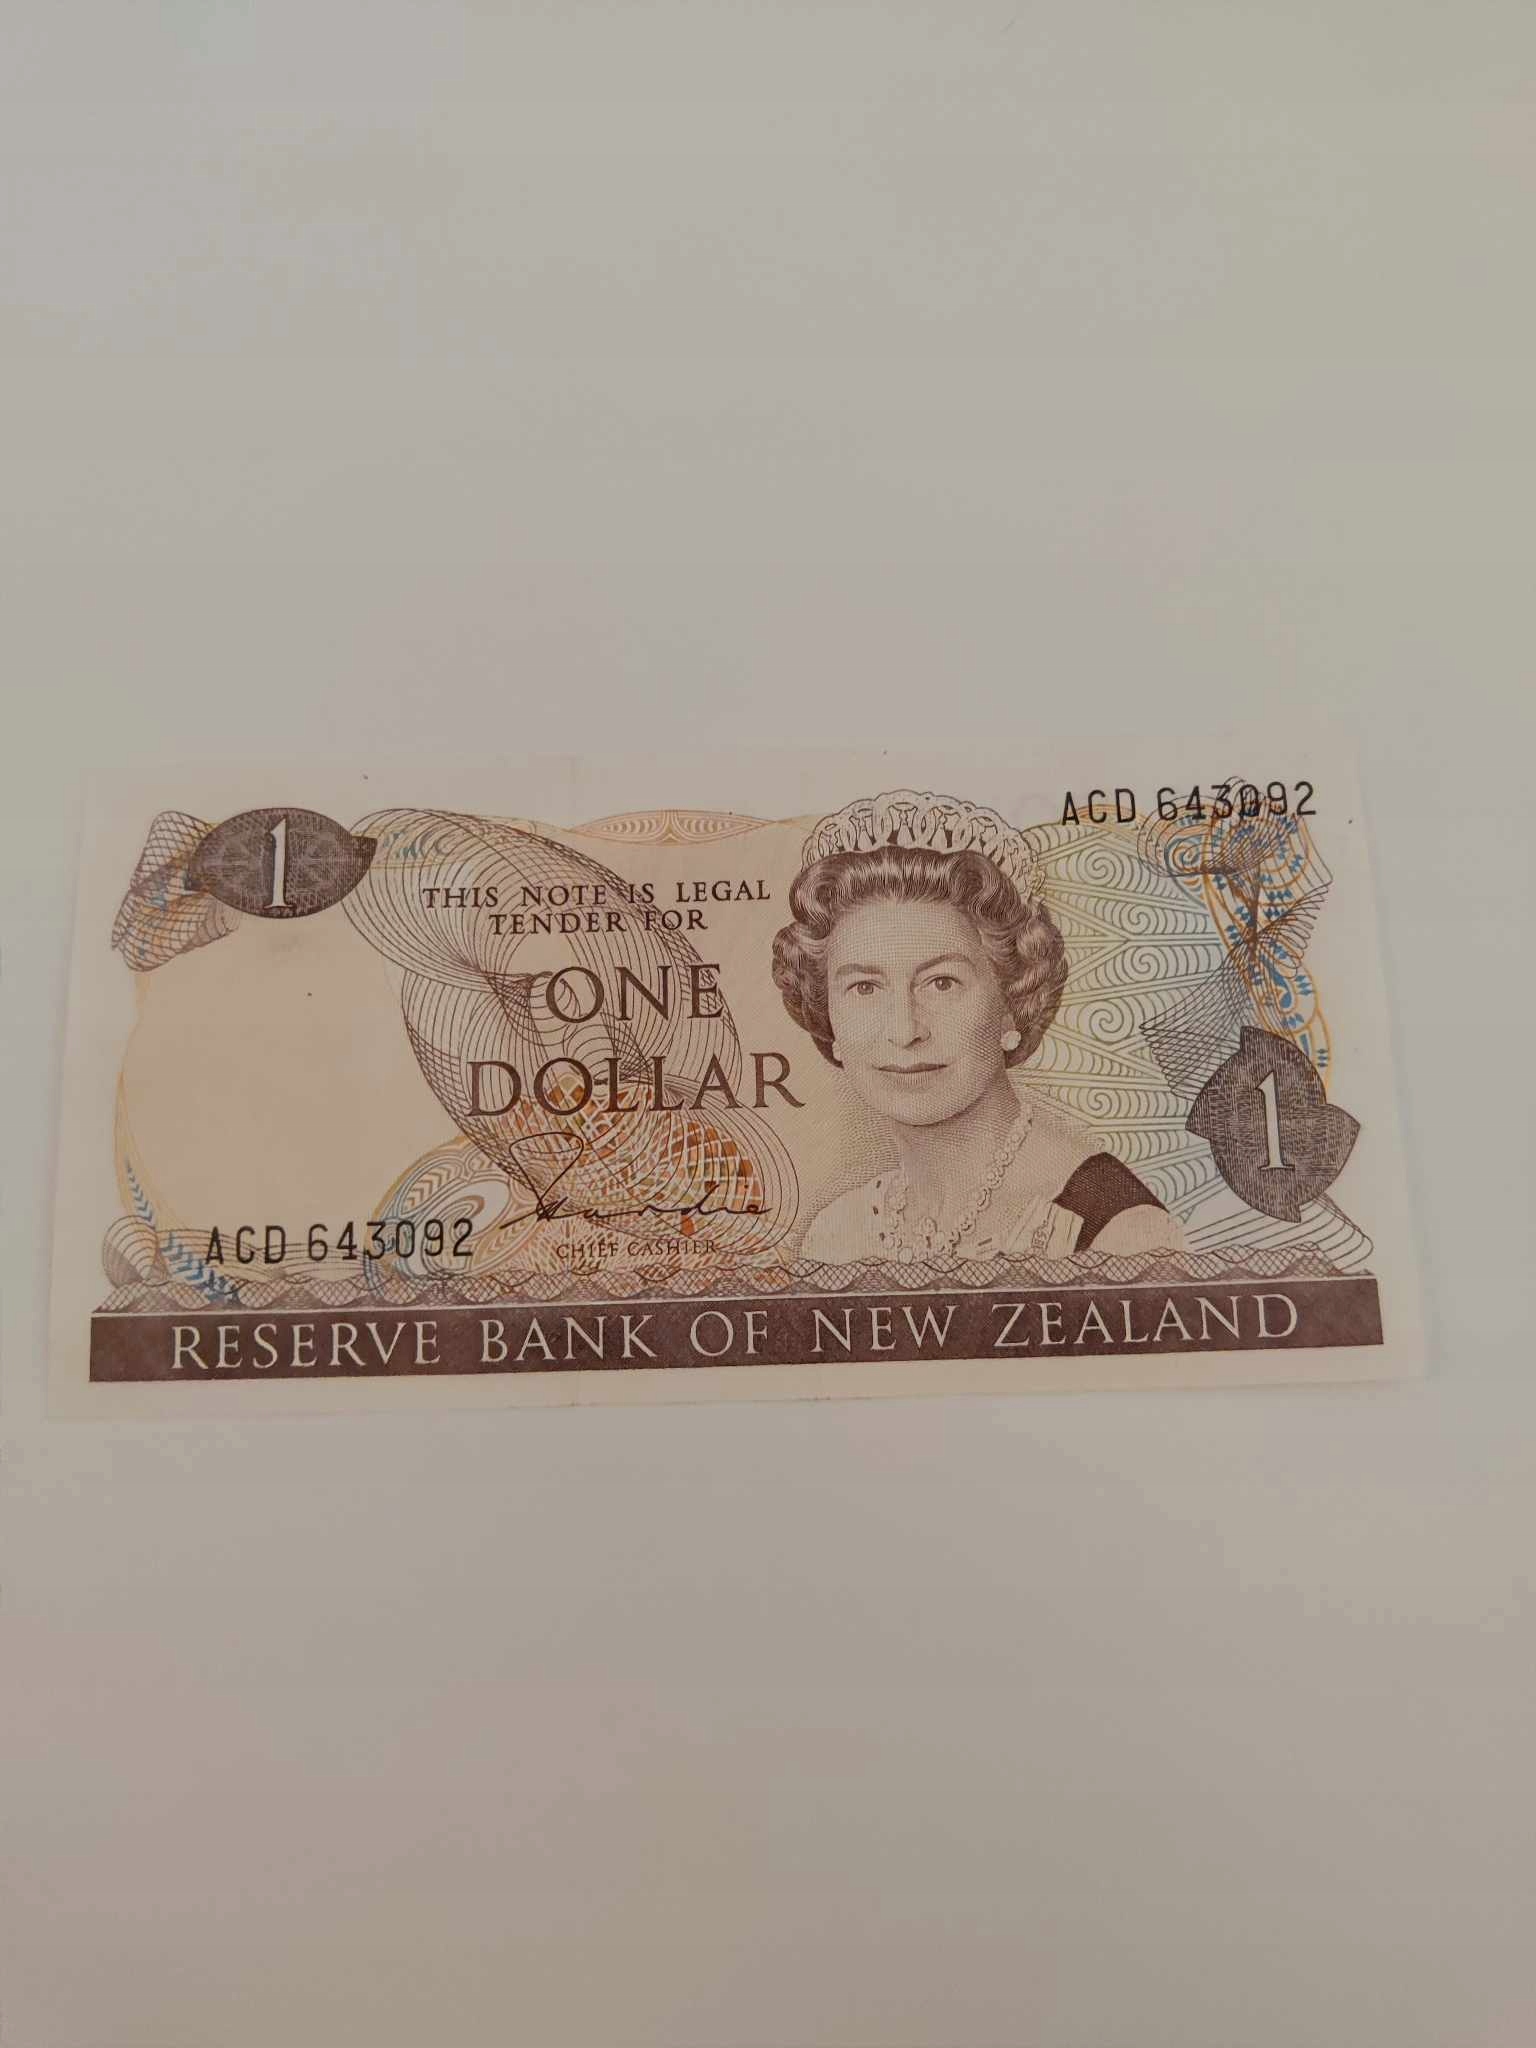 1
ACD 643092
THIS NOTE IS LEGAL
TENDER FOR
ONE
DOLLAR
1
ACD 643092
CHIEF CASHIER
RESERVE BANK OF NEW ZEALAND